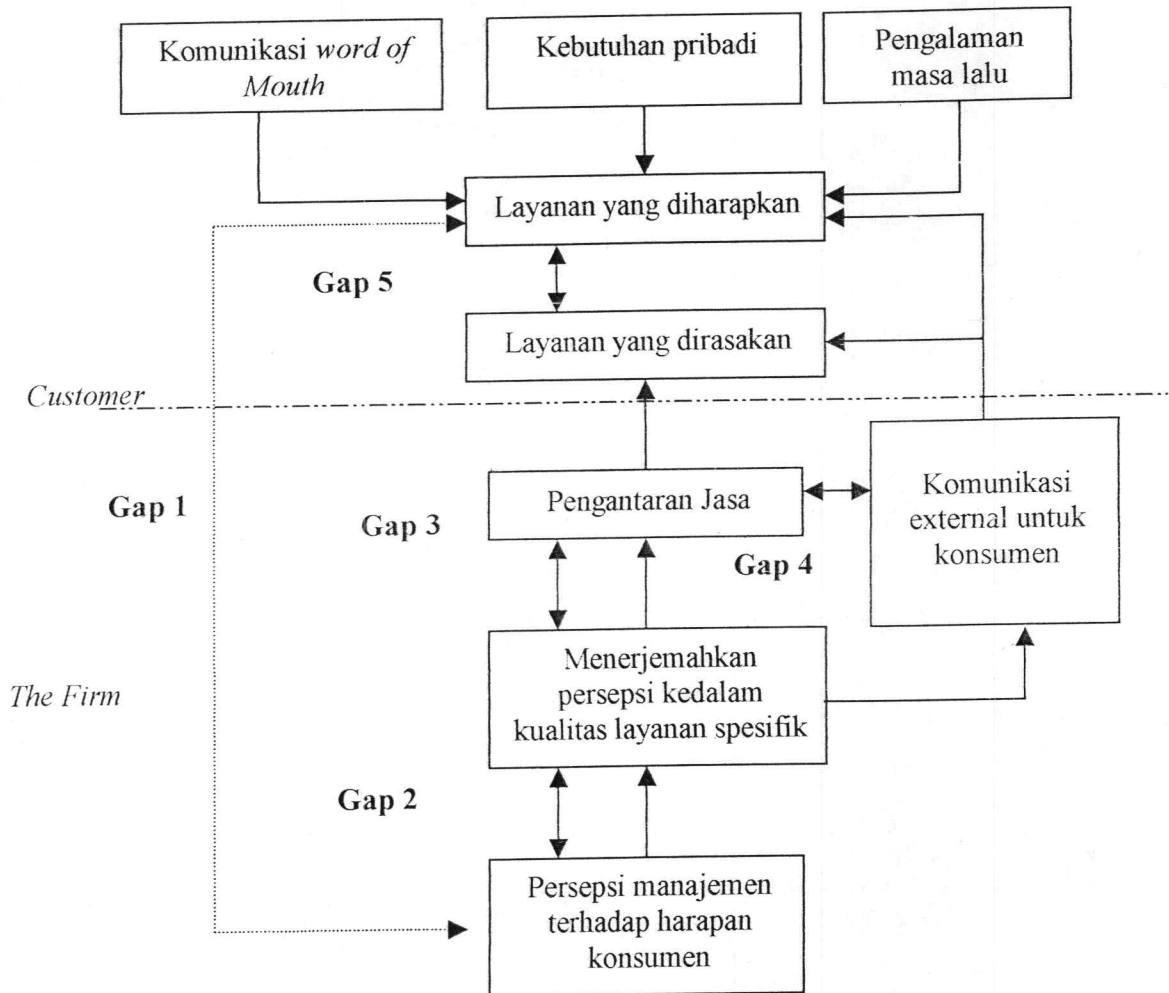 Komunikasi word of
Mouth
Kebutuhan pribadi
Pengalaman
masa lalu
Layanan yang diharapkan
Gap 5
Layanan yang dirasakan
Customer
Gap 1
Gap 3
Pengantaran Jasa
Gap 4
Komunikasi
external untuk
konsumen
The Firm
Menerjemahkan
persepsi kedalam
kualitas layanan spesifik
Gap 2
Persepsi manajemen
terhadap harapan
konsumen